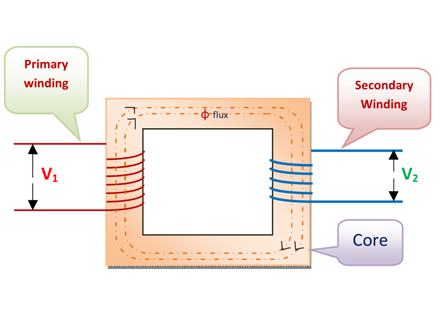 Primary
winding
Secondary
Winding
Φ flux
V1
V2
Core